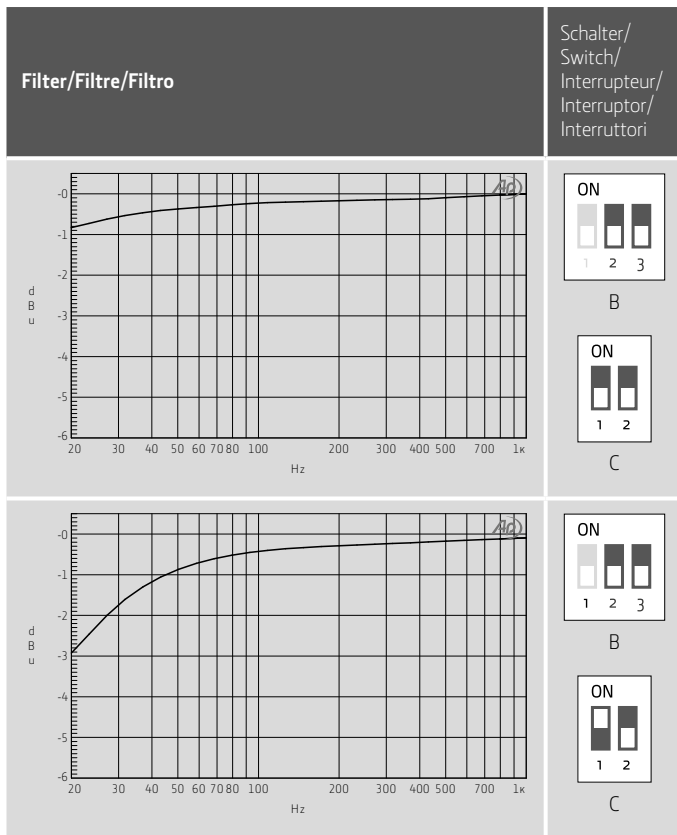 Filter/Filtre/Filtro
Schalter/
Switch/
Interrupteur/
Interruptor/
Interruttori
-0
-1
-2
-3
-4
-5
-6
d
B
u
20 30 40 50 60 70 80 100 200 300 400 500 700 1K
Hz
AP
ON
1 2 3
B
ON
1 2
C
-0
-1
-2
-3
-4
-5
-6
d
B
u
20 30 40 50 60 70 80 100 200 300 400 500 700 1K
Hz
AP
ON
1 2 3
B
ON
1 2
C